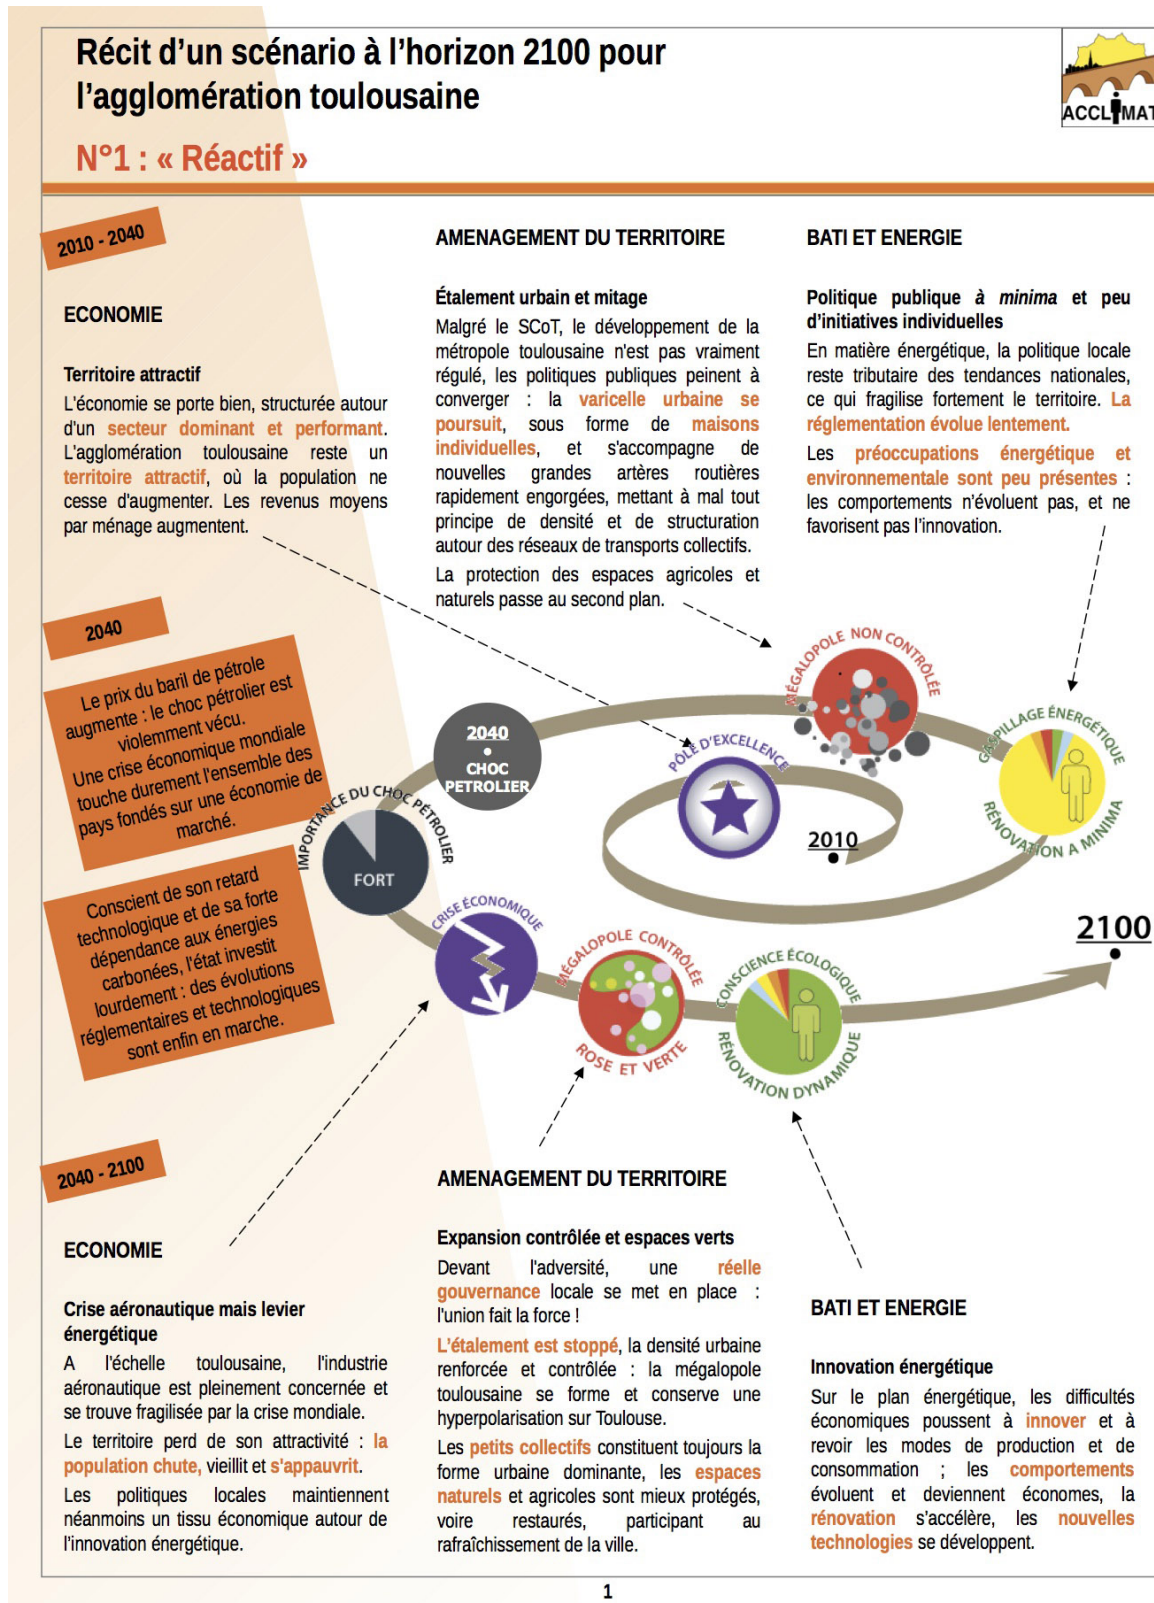 Récit d’un scénario à l’horizon 2100 pour
l’agglomération toulousaine
N°1 : « Réactif »
ACCLIMAT
2010 - 2040
ECONOMIE
Territoire attractif
L'économie se porte bien, structurée autour
d'un secteur dominant et performant.
L'agglomération toulousaine reste un
territoire attractif, où la population ne
cesse d'augmenter. Les revenus moyens
par ménage augmentent.
AMENAGEMENT DU TERRITOIRE
Étalement urbain et mitage
Malgré le SCoT, le développement de la
métropole toulousaine n'est pas vraiment
régulé, les politiques publiques peinent à
converger : la varicelle urbaine se
poursuit, sous forme de maisons
individuelles, et s'accompagne de
nouvelles grandes artères routières
rapidement engorgées, mettant à mal tout
principe de densité et de structuration
autour des réseaux de transports collectifs.
La protection des espaces agricoles et
naturels passe au second plan.
BATI ET ENERGIE
Politique publique à minima et peu
d’initiatives individuelles
En matière énergétique, la politique locale
reste tributaire des tendances nationales,
ce qui fragilise fortement le territoire. La
réglementation évolue lentement.
Les préoccupations énergétique et
environnementale sont peu présentes :
les comportements n’évoluent pas, et ne
favorisent pas l’innovation.
2040
Le prix du baril de pétrole
augmente : le choc pétrolier est
violemment vécu.
Une crise économique mondiale
touche durement l'ensemble des
pays fondés sur une économie de
marché.
Conscient de son retard
technologique et de sa forte
dépendance aux énergies
carbonées, l'état investit
lourdement : des évolutions
réglementaires et technologiques
sont enfin en marche.
MÉGALOPOLE NON CONTRÔLÉE
GASPILLAGE ÉNERGÉTIQUE
RÉNOVATION A MINIMA
PÔLE D’EXCELLENCE
2010
2040
CHOC
PETROLIER
IMPORTANCE DU CHOC PÉTROLIER
FORT
CRISE ÉCONOMIQUE
MÉGALOPOLE CONTRÔLÉE
ROSE ET VERTE
CONSCIENCE ÉCOLOGIQUE
RÉNOVATION DYNAMIQUE
2100
2040 - 2100
ECONOMIE
Crise aéronautique mais levier
énergétique
A l'échelle toulousaine, l'industrie
aéronautique est pleinement concernée et
se trouve fragilisée par la crise mondiale.
Le territoire perd de son attractivité : la
population chute, vieillit et s'appauvrit.
Les politiques locales maintiennent
néanmoins un tissu économique autour de
l’innovation énergétique.
AMENAGEMENT DU TERRITOIRE
Expansion contrôlée et espaces verts
Devant l'adversité, une réelle
gouvernance locale se met en place :
l'union fait la force !
L’étalement est stoppé, la densité urbaine
renforcée et contrôlée : la mégalopole
toulousaine se forme et conserve une
hyperpolarisation sur Toulouse.
Les petits collectifs constituent toujours la
forme urbaine dominante, les espaces
naturels et agricoles sont mieux protégés,
voire restaurés, participant au
rafraîchissement de la ville.
BATI ET ENERGIE
Innovation énergétique
Sur le plan énergétique, les difficultés
économiques poussent à innover et à
revoir les modes de production et de
consommation ; les comportements
évoluent et deviennent économes, la
rénovation s’accélère, les nouvelles
technologies se développent.
1